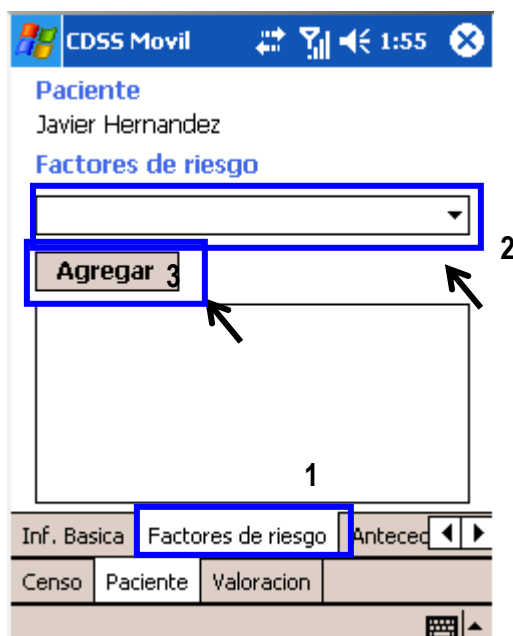 CDSS Movil 1:55
Paciente
Javier Hernandez
Factores de riesgo
2
Agregar 3
1
Inf. Basica Factores de riesgo Anteced
Censo Paciente Valoracion